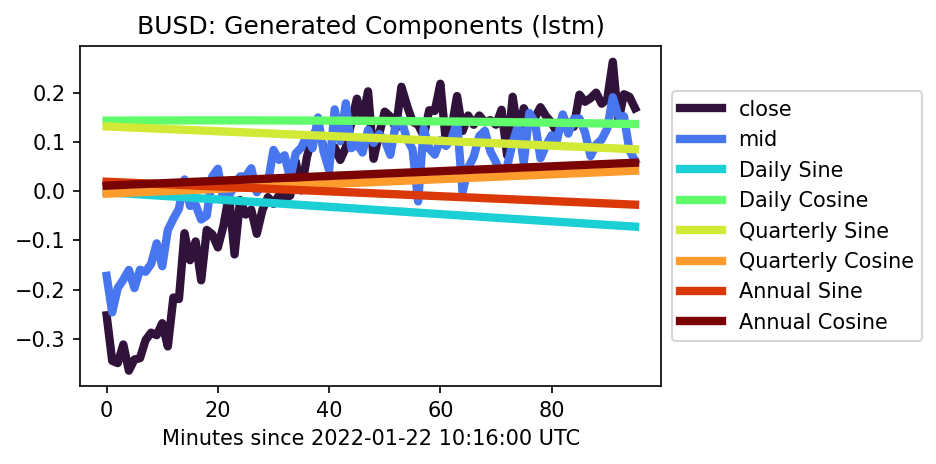 BUSD: Generated Components (lstm)
0.2
0.1
0.0
−0.1
−0.2
−0.3
0 20 40 60 80
Minutes since 2022-01-22 10:16:00 UTC
close
mid
Daily Sine
Daily Cosine
Quarterly Sine
Quarterly Cosine
Annual Sine
Annual Cosine